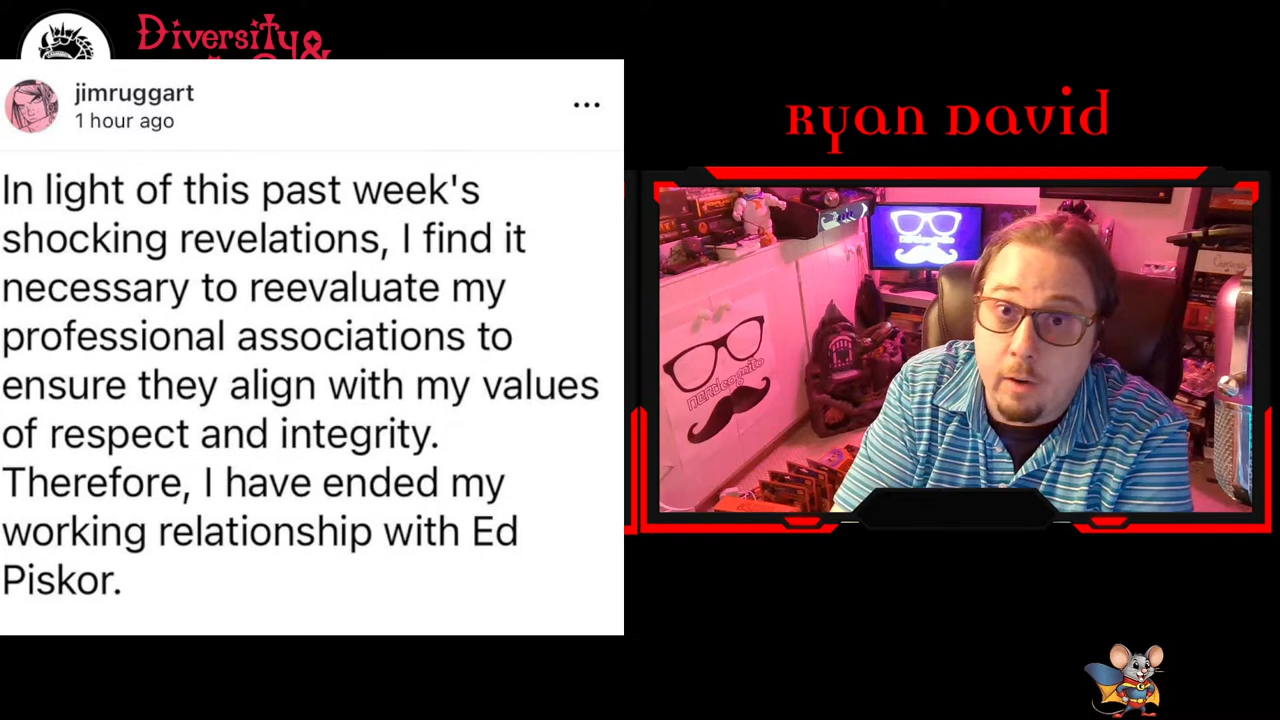 Diversity &
jimruggart
1 hour ago
In light of this past week's
shocking revelations, I find it
necessary to reevaluate my
professional associations to
ensure they align with my values
of respect and integrity.
Therefore, I have ended my
working relationship with Ed
Piskor.
Ryan David
Nerdcognito